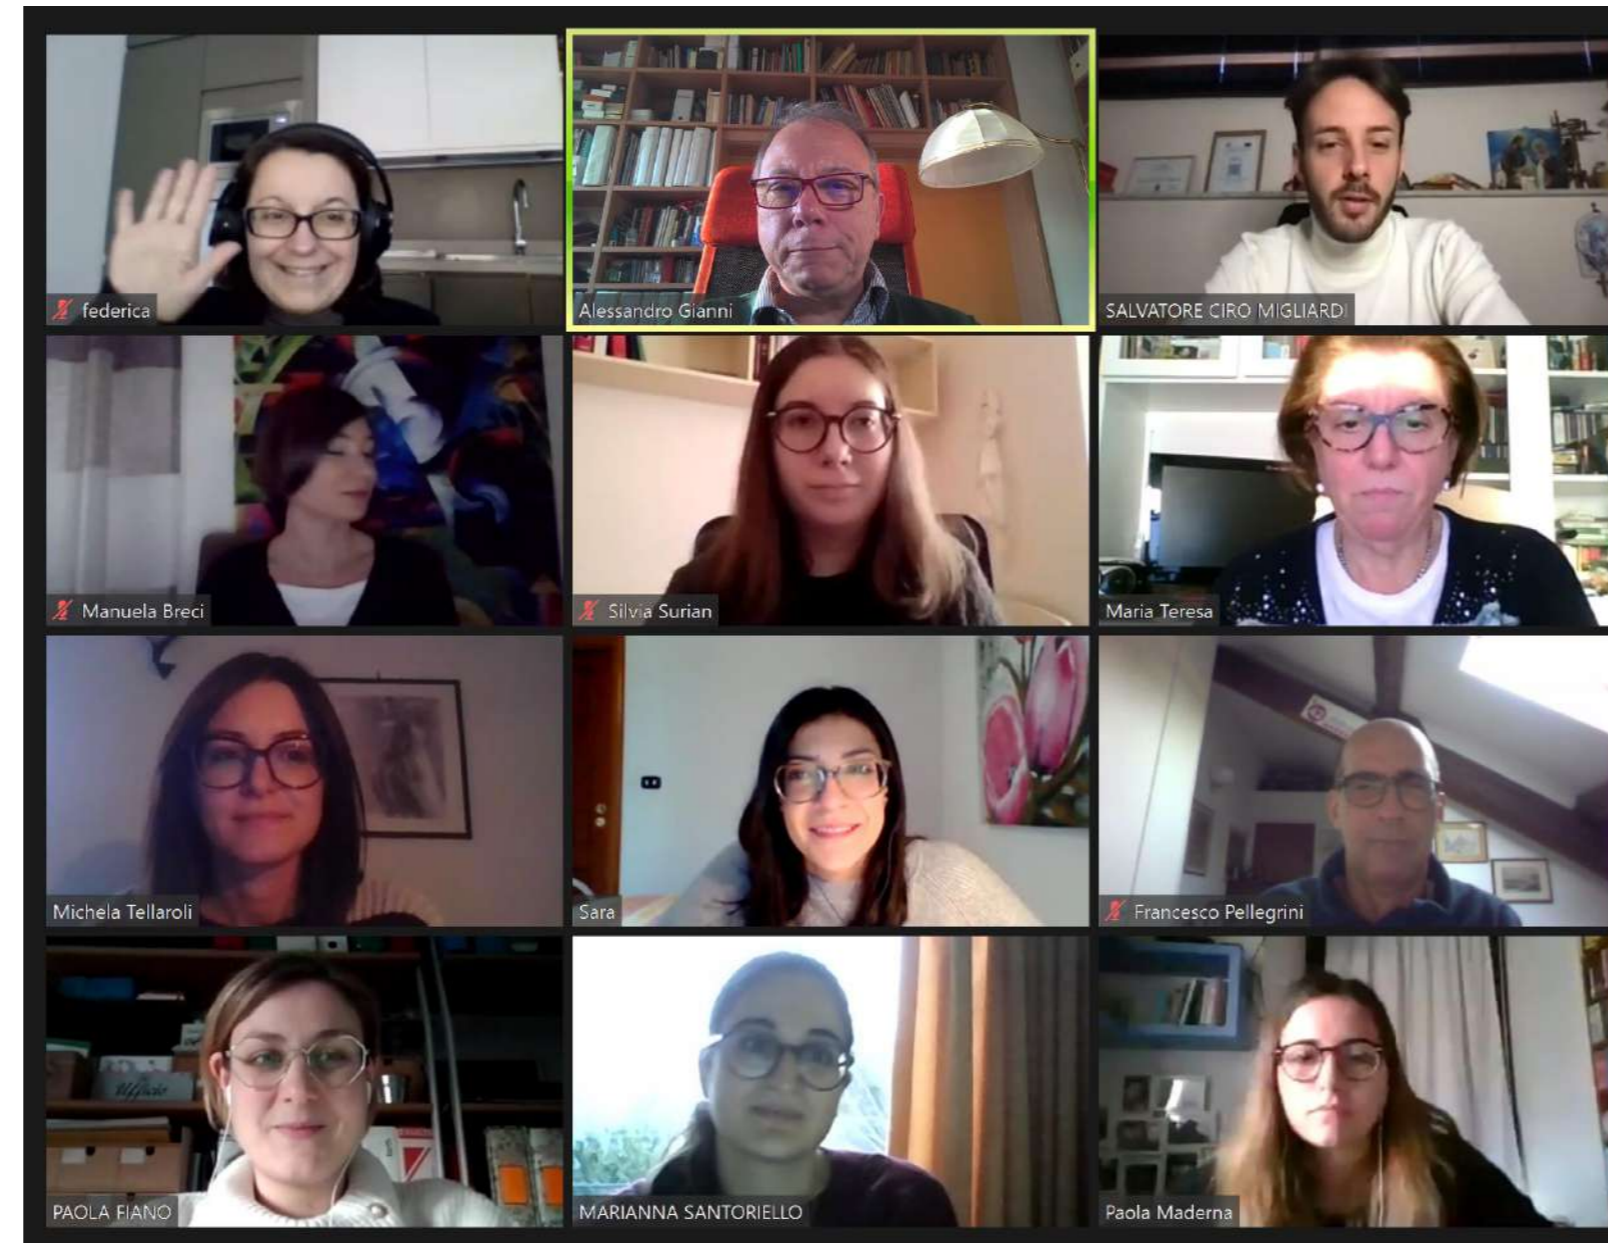 federica
Alessandro Gianni
SALVATORE CIRO MIGLIARDI
Manuela Breci
Silvia Surian
Maria Teresa
Michela Tellaroli
Sara
Francesco Pellegrini
Ufficio
PAOLA FIANO
MARIANNA SANTORIELLO
Paola Maderna